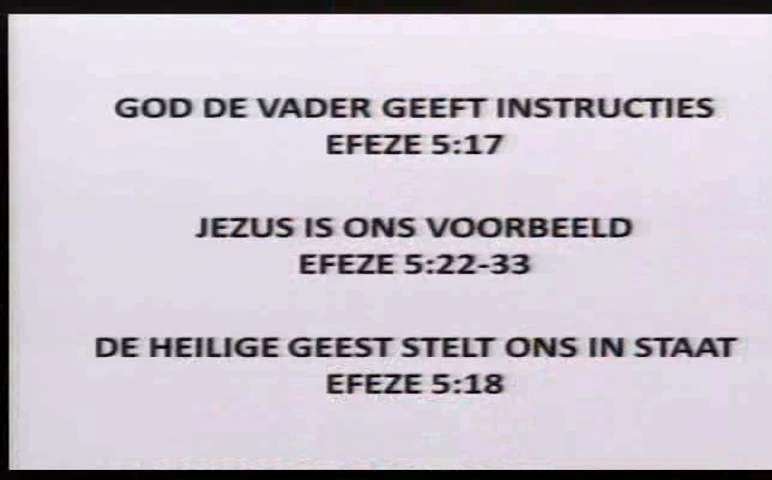 GOD DE VADER GEEFT INSTRUCTIES
EFEZE 5:17
JEZUS IS ONS VOORBEELD
EFEZE 5:22-33
DE HEILIGE GEEST STELT ONS IN STAAT
EFEZE 5:18